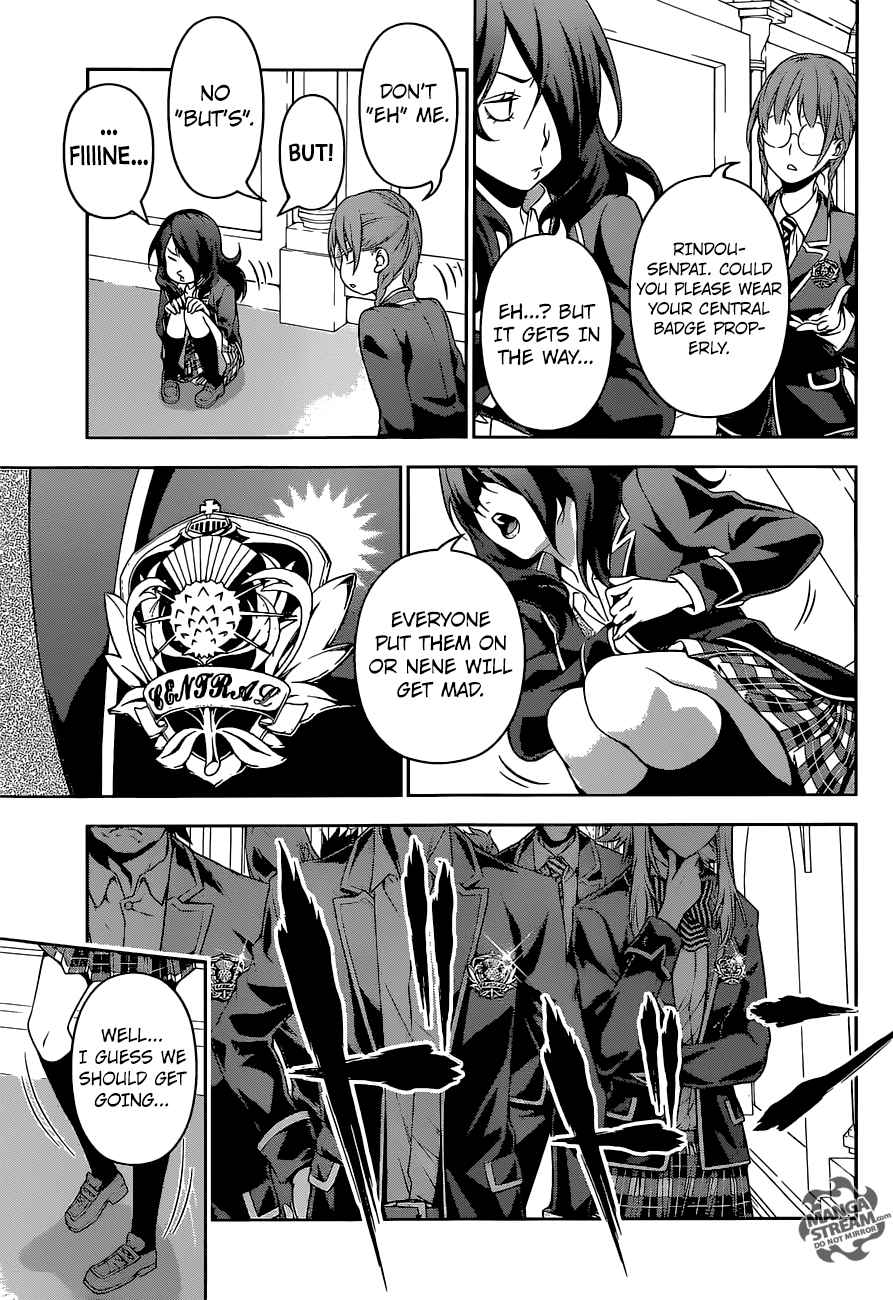 RINDOU-
SENPAI. COULD
YOU PLEASE WEAR
YOUR CENTRAL
BADGE PROP-
ERLY.
EH...? BUT
IT GETS IN
THE WAY...
DON'T
"EH" ME.
BUT!
NO
"BUT'S".
...
FIIIINE...
EVERYONE
PUT THEM ON
OR NENE WILL
GET MAD.
CENTRAL
ザッ
WELL...
I GUESS WE
SHOULD GET
GOING...
MANGA
STREAM.com
DO NOT MIRROR!